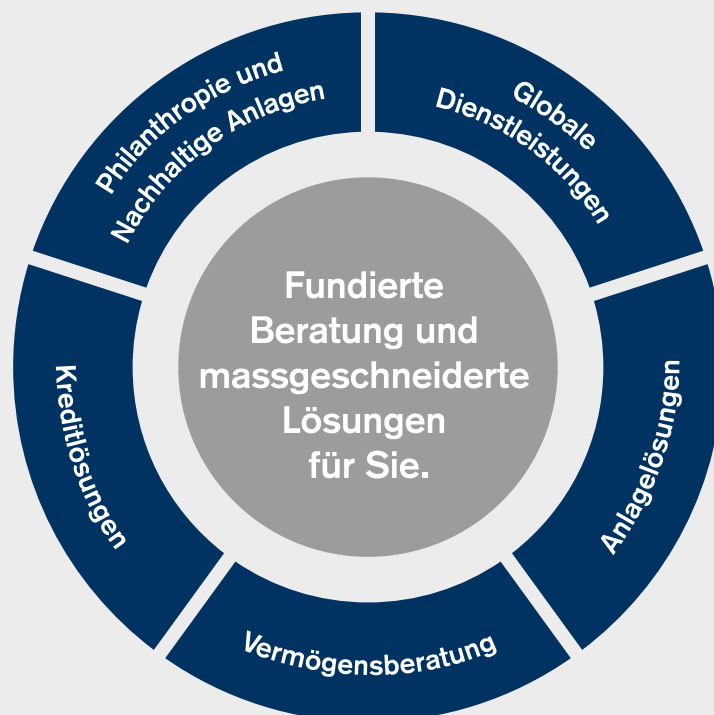 Philanthropie und
Nachhaltige Anlagen
Globale
Dienstleistungen
Fundierte
Beratung und
massgeschneiderte
Lösungen
für Sie.
Kreditlösungen
Anlagelösungen
Vermögensberatung